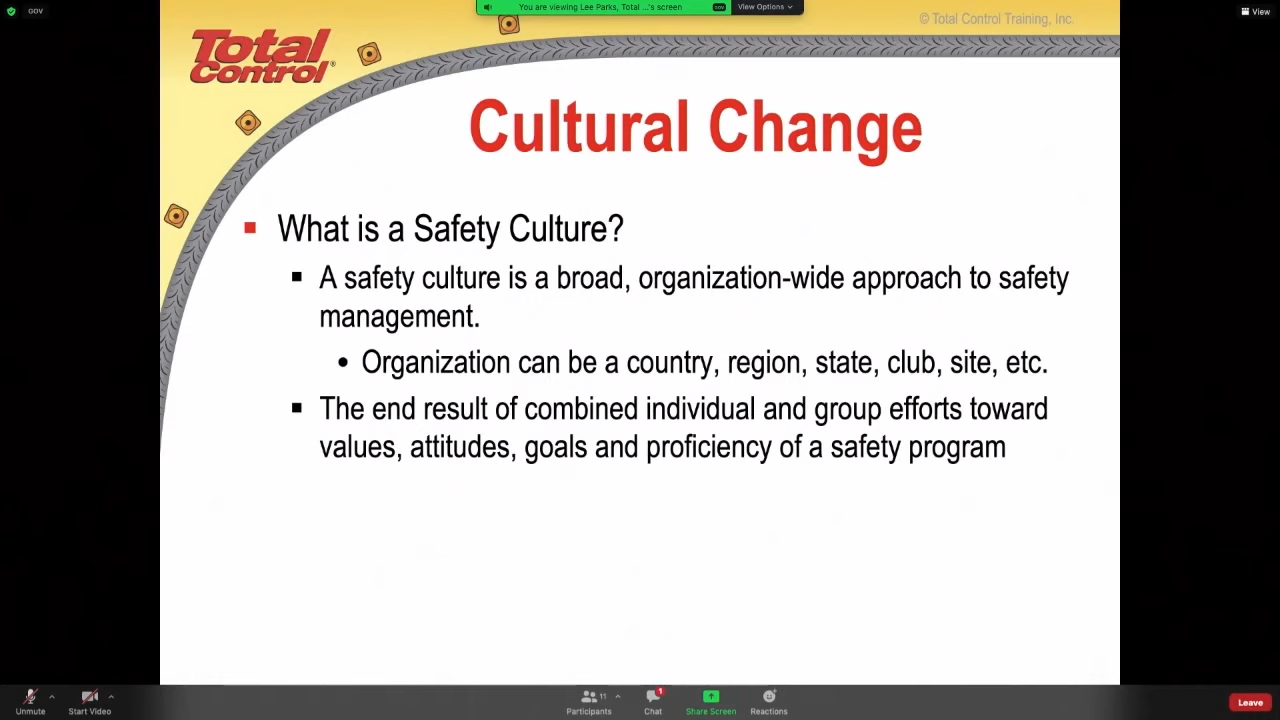 GOV
You are viewing Lee Parks, Total ...'s screen
GOV
View Options
View
© Total Control Training, Inc.
Total
Control®
Cultural Change
What is a Safety Culture?
A safety culture is a broad, organization-wide approach to safety
management.
Organization can be a country, region, state, club, site, etc.
The end result of combined individual and group efforts toward
values, attitudes, goals and proficiency of a safety program
Unmute
Start Video
11
Participants
1
Chat
Share Screen
Reactions
Leave